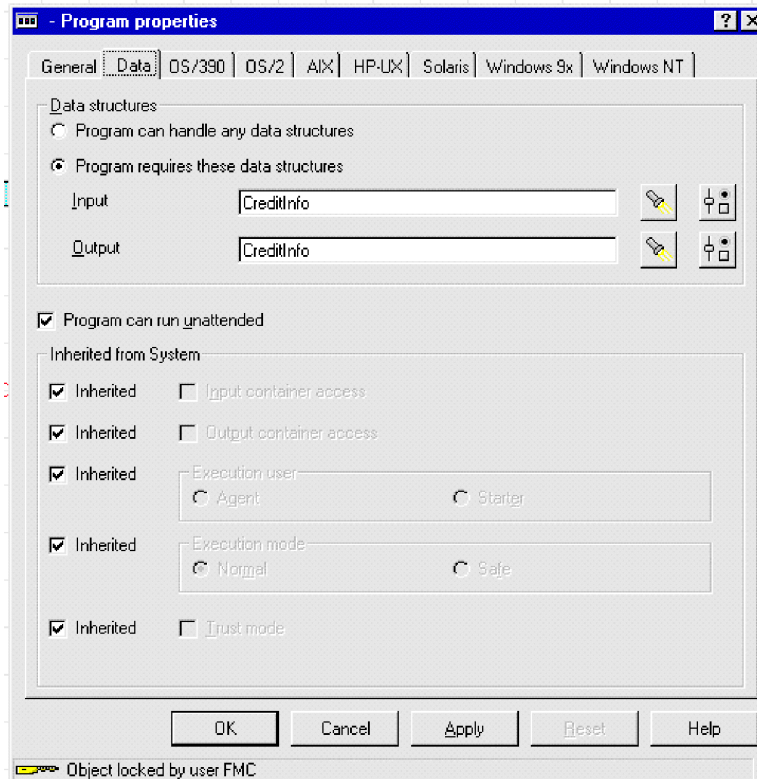 - Program properties
General Data OS/390 OS/2 AIX HP-UX Solaris Windows 9x Windows NT
Data structures
Program can handle any data structures
Program requires these data structures
Input CreditInfo
Output CreditInfo
Program can run unattended
Inherited from System
Inherited Input container access
Inherited Output container access
Inherited Execution user
Agent Starter
Inherited Execution mode
Normal Safe
Inherited Trust mode
OK Cancel Apply Reset Help
Object locked by user FMC